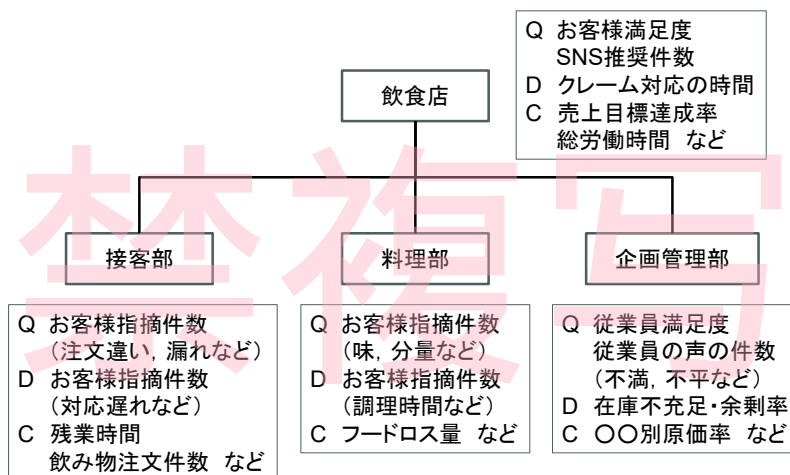 飲食店
Q お客様満足度
SNS推奨件数
D クレーム対応の時間
C 売上目標達成率
総労働時間 など
接客部
料理部
企画管理部
Q お客様指摘件数
(注文違い, 漏れなど)
D お客様指摘件数
(対応遅れなど)
C 残業時間
飲み物注文件数 など
Q お客様指摘件数
(味, 分量など)
D お客様指摘件数
(調理時間など)
C フードロス量 など
Q 従業員満足度
従業員の声の件数
(不満, 不平など)
D 在庫不充足・余剰率
C 〇〇別原価率 など
禁複写